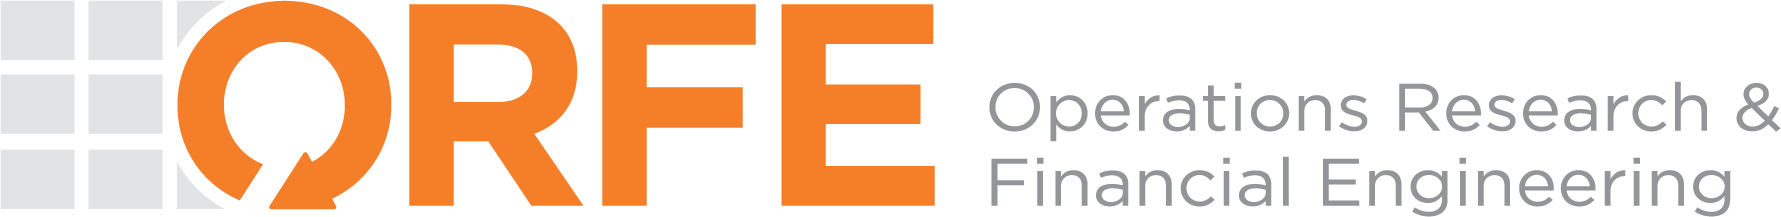 ORFE
Operations Research &
Financial Engineering